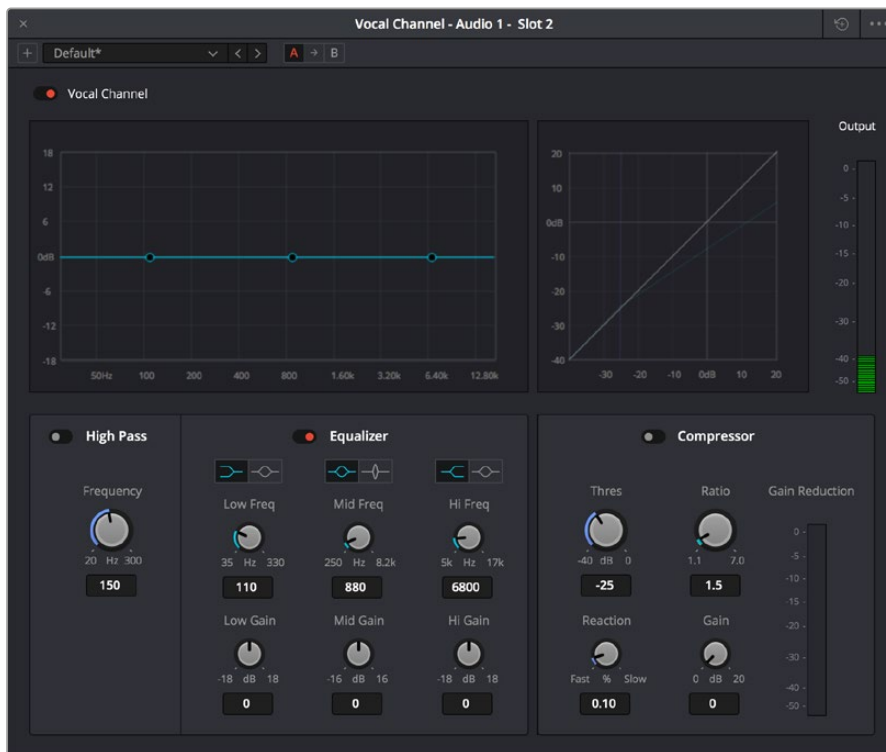 Vocal Channel - Audio 1 - Slot 2
Default*
A
B
Vocal Channel
18
12
6
0dB
-6
-12
-18
50Hz 100 200 400 800 1.60k 3.20k 6.40k 12.80k
20
10
0dB
-10
-20
-30
-40
-30 -20 -10 0dB 10 20
Output
0 -
-5 -
-10 -
-15 -
-20 -
-30 -
-40 -
-50 -
High Pass
Frequency
20 Hz 300
150
Equalizer
Low Freq Mid Freq Hi Freq
35 Hz 330 250 Hz 8.2k 5k Hz 17k
110 880 6800
Low Gain Mid Gain Hi Gain
-18 dB 18 -16 dB 16 -18 dB 18
0 0 0
Compressor
Thres Ratio
-40 dB 0 1.1 7.0
-25 1.5
Reaction Gain
Fast % Slow 0 dB 20
0.10 0
Gain Reduction
0 -
-5 -
-10 -
-15 -
-20 -
-30 -
-40 -
-50 -